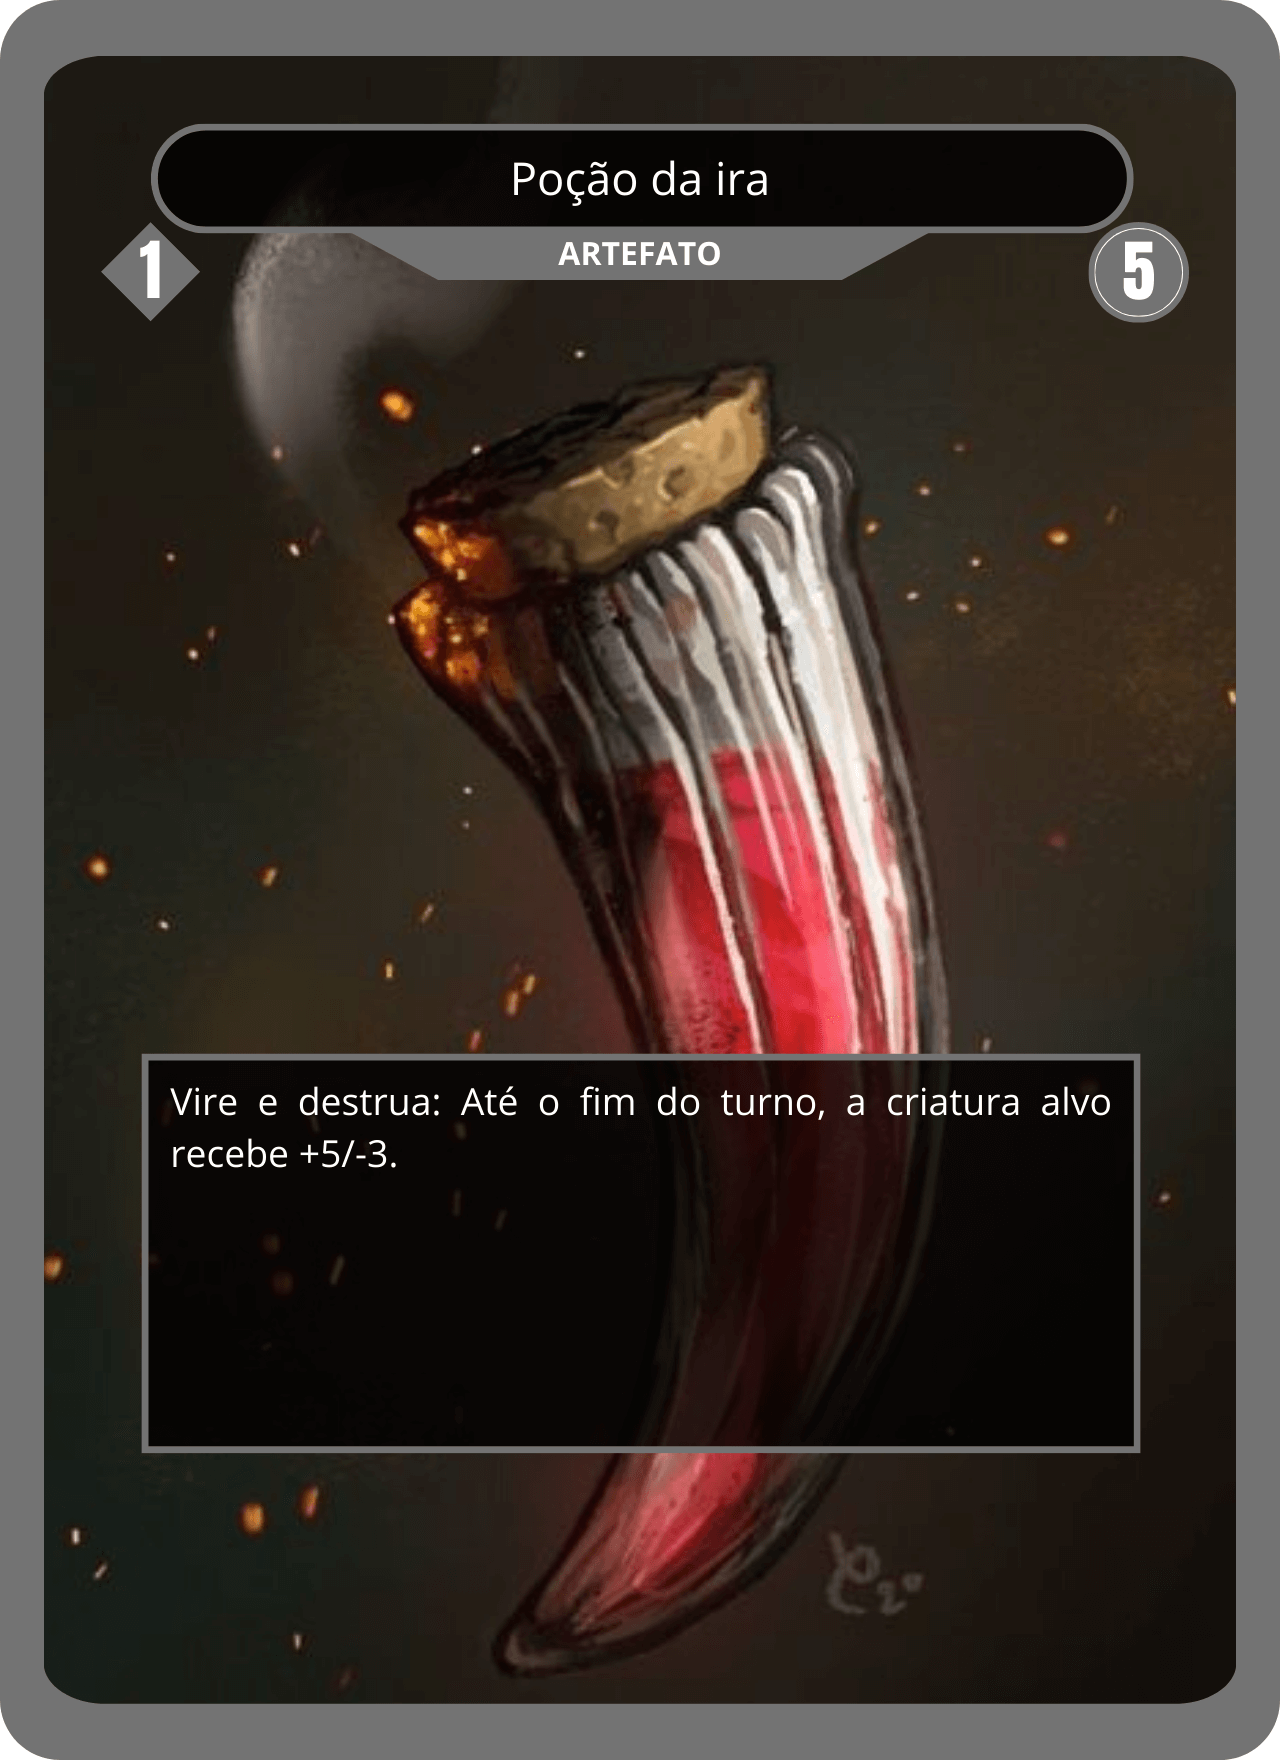 Poção da ira
ARTEFATO
1
5
Vire e destrua: Até o fim do turno, a criatura alvo
recebe +5/-3.